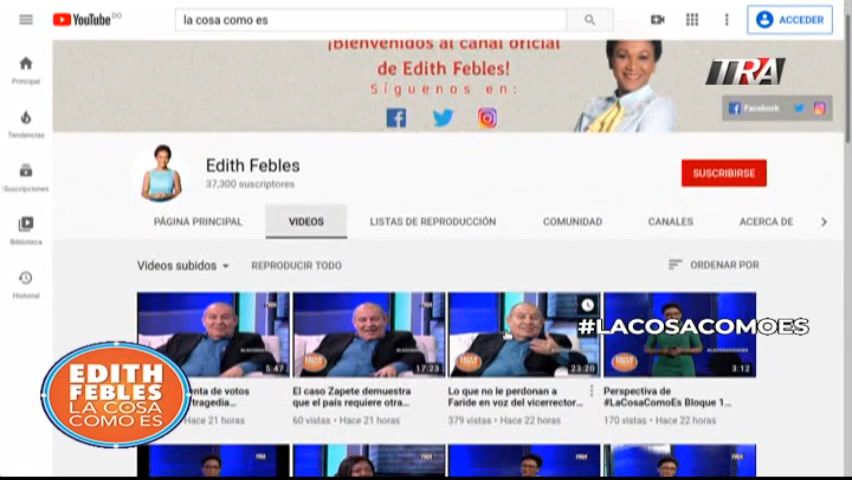 YouTube DO
la cosa como es
ACCEDER
¡Bienvenidos al canal oficial
de Edith Febles!
Síguenos en:
TRA
Facebook
Principal
Tendencias
Suscripciones
Biblioteca
Historial
Edith Febles
37,300 suscriptores
SUSCRIBIRSE
PÁGINA PRINCIPAL
VIDEOS
LISTAS DE REPRODUCCIÓN
COMUNIDAD
CANALES
ACERCA DE
Videos subidos
REPRODUCIR TODO
ORDENAR POR
5:47
17:23
23:20
3:12
#LACOSACOMOES
enta de votos
tragedia...
Hace 21 horas
El caso Zapete demuestra
que el país requiere otra...
60 vistas • Hace 21 horas
Lo que no le perdonan a
Faride en voz del vicerrector...
379 vistas • Hace 22 horas
Perspectiva de
#LaCosaComoEs Bloque 1...
170 vistas • Hace 22 horas
EDITH
FEBLES
LA COSA
COMO ES